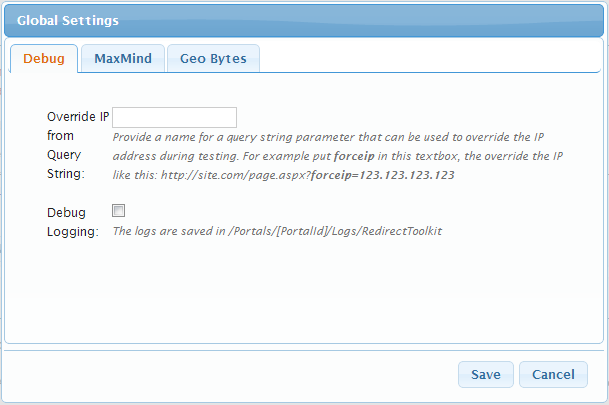 Global Settings
Debug
MaxMind
Geo Bytes
Override IP from Query String:
Provide a name for a query string parameter that can be used to override the IP
address during testing. For example put forceip in this textbox, the override the IP
like this: http://site.com/page.aspx?forceip=123.123.123.123
Debug Logging:
The logs are saved in /Portals/[PortalId]/Logs/RedirectToolkit
Save
Cancel